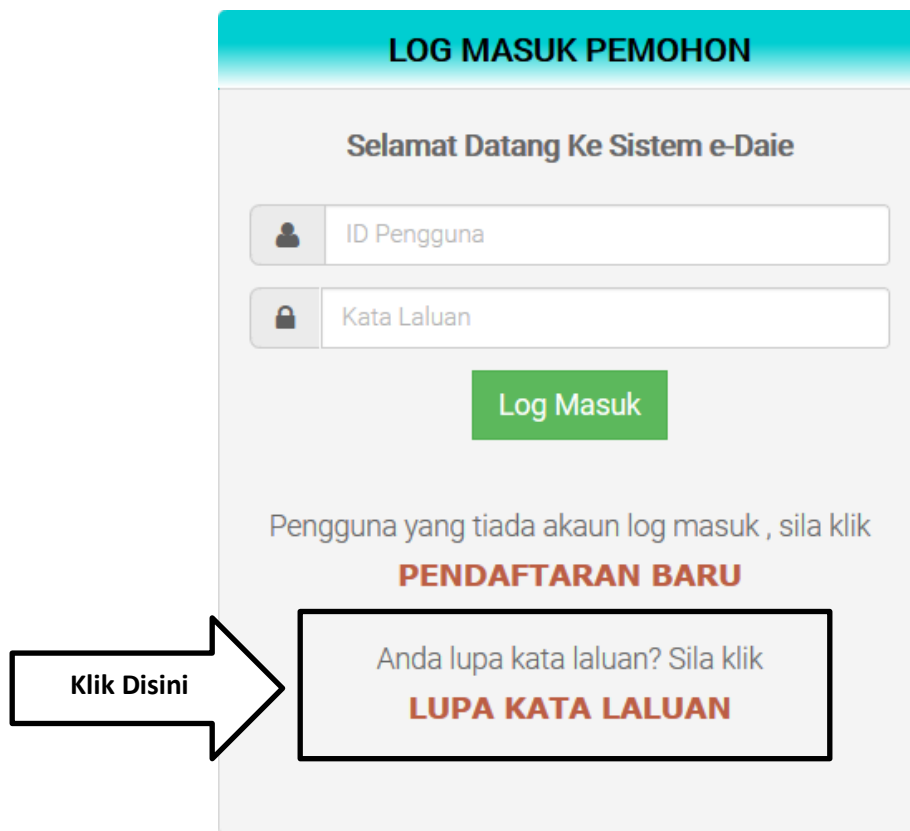 LOG MASUK PEMOHON
Selamat Datang Ke Sistem e-Daie
ID Pengguna
Kata Laluan
Log Masuk
Pengguna yang tiada akaun log masuk , sila klik
PENDAFTARAN BARU
Anda lupa kata laluan? Sila klik
LUPA KATA LALUAN
Klik Disini